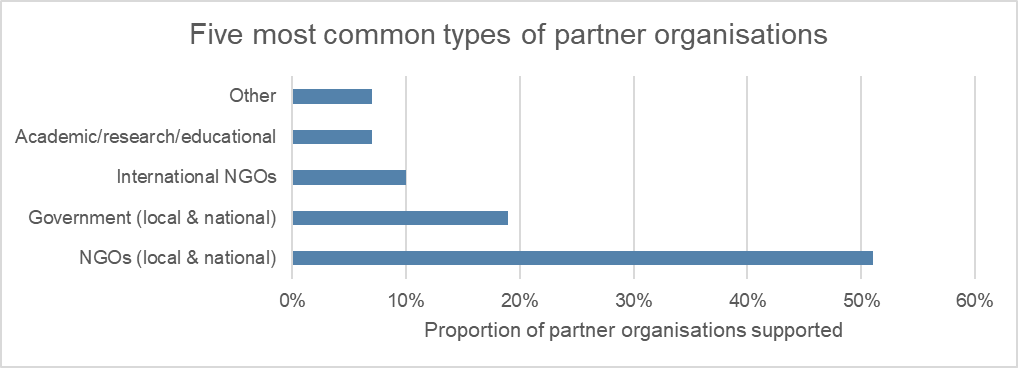 Five most common types of partner organisations
Other
Academic/research/educational
International NGOs
Government (local & national)
NGOs (local & national)
0% 10% 20% 30% 40% 50% 60%
Proportion of partner organisations supported